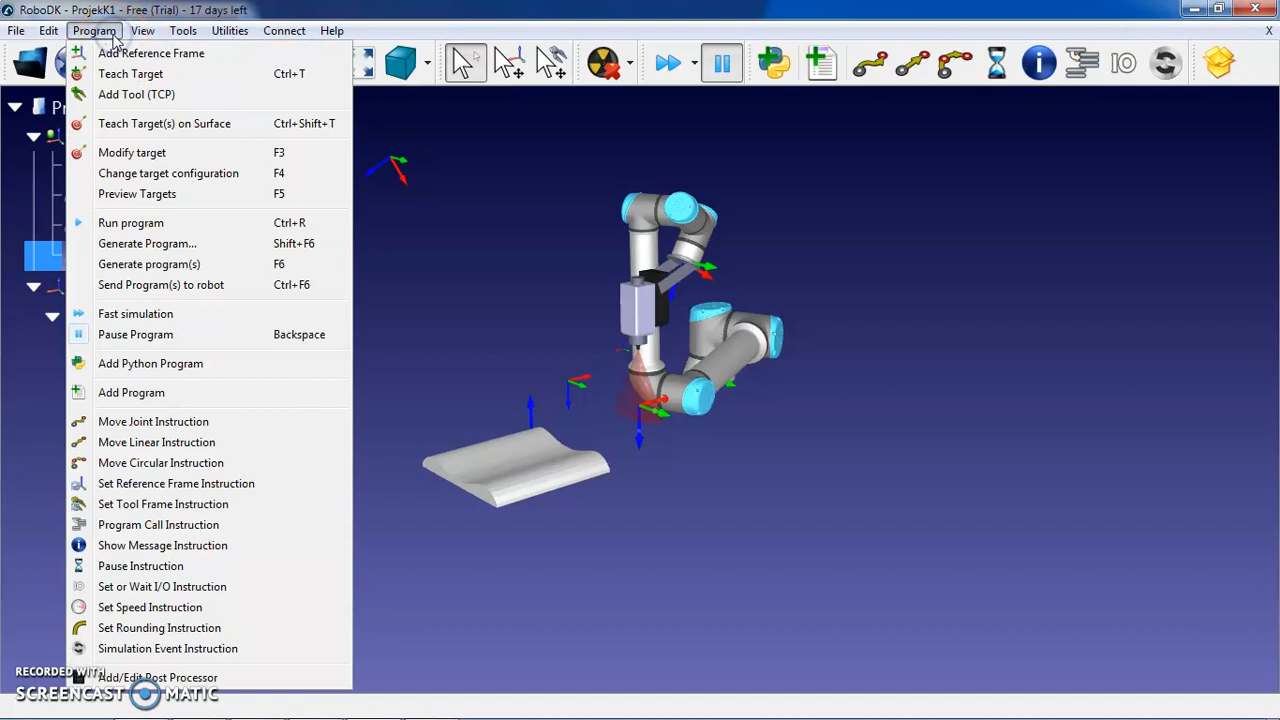 RoboDK - ProjekK1 - Free (Trial) - 17 days left
File Edit Program View Tools Utilities Connect Help X
Add Reference Frame
Teach Target Ctrl+T
Add Tool (TCP)
Teach Target(s) on Surface Ctrl+Shift+T
Modify target F3
Change target configuration F4
Preview Targets F5
Run program Ctrl+R
Generate Program... Shift+F6
Generate program(s) F6
Send Program(s) to robot Ctrl+F6
Fast simulation
Pause Program Backspace
Add Python Program
Add Program
Move Joint Instruction
Move Linear Instruction
Move Circular Instruction
Set Reference Frame Instruction
Set Tool Frame Instruction
Program Call Instruction
Show Message Instruction
Pause Instruction
Set or Wait I/O Instruction
Set Speed Instruction
Set Rounding Instruction
Simulation Event Instruction
Add/Edit Post Processor
RECORDED WITH
SCREENCAST MATIC